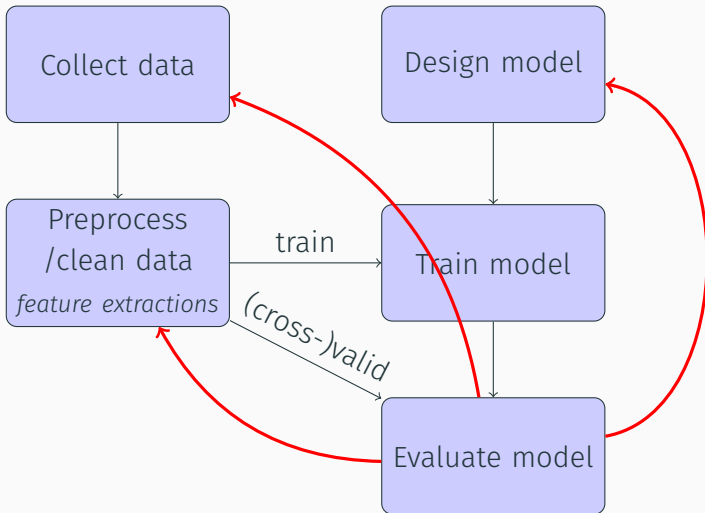 Collect data
Design model
Preprocess
/clean data
feature extractions
train
Train model
(cross-)valid
Evaluate model